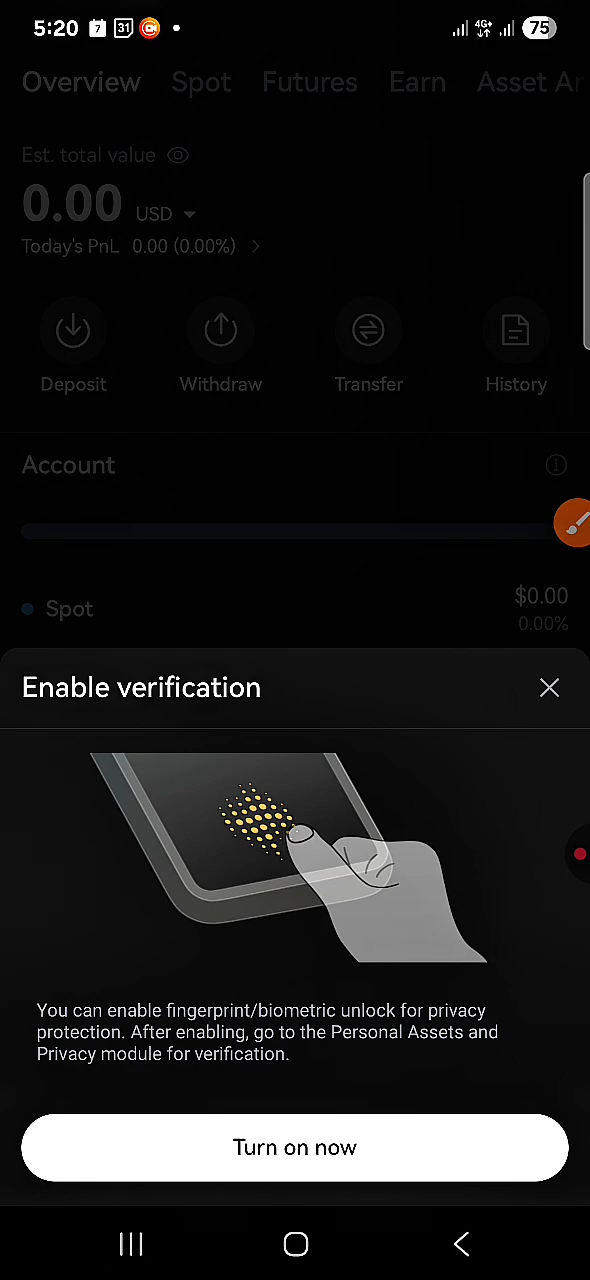 5:20 7 31 4G+ 75
Overview Spot Futures Earn Asset Ar
Est. total value
0.00 USD
Today's PnL 0.00 (0.00%)
Deposit Withdraw Transfer History
Account
Spot $0.00
0.00%
Enable verification
You can enable fingerprint/biometric unlock for privacy
protection. After enabling, go to the Personal Assets and
Privacy module for verification.
Turn on now